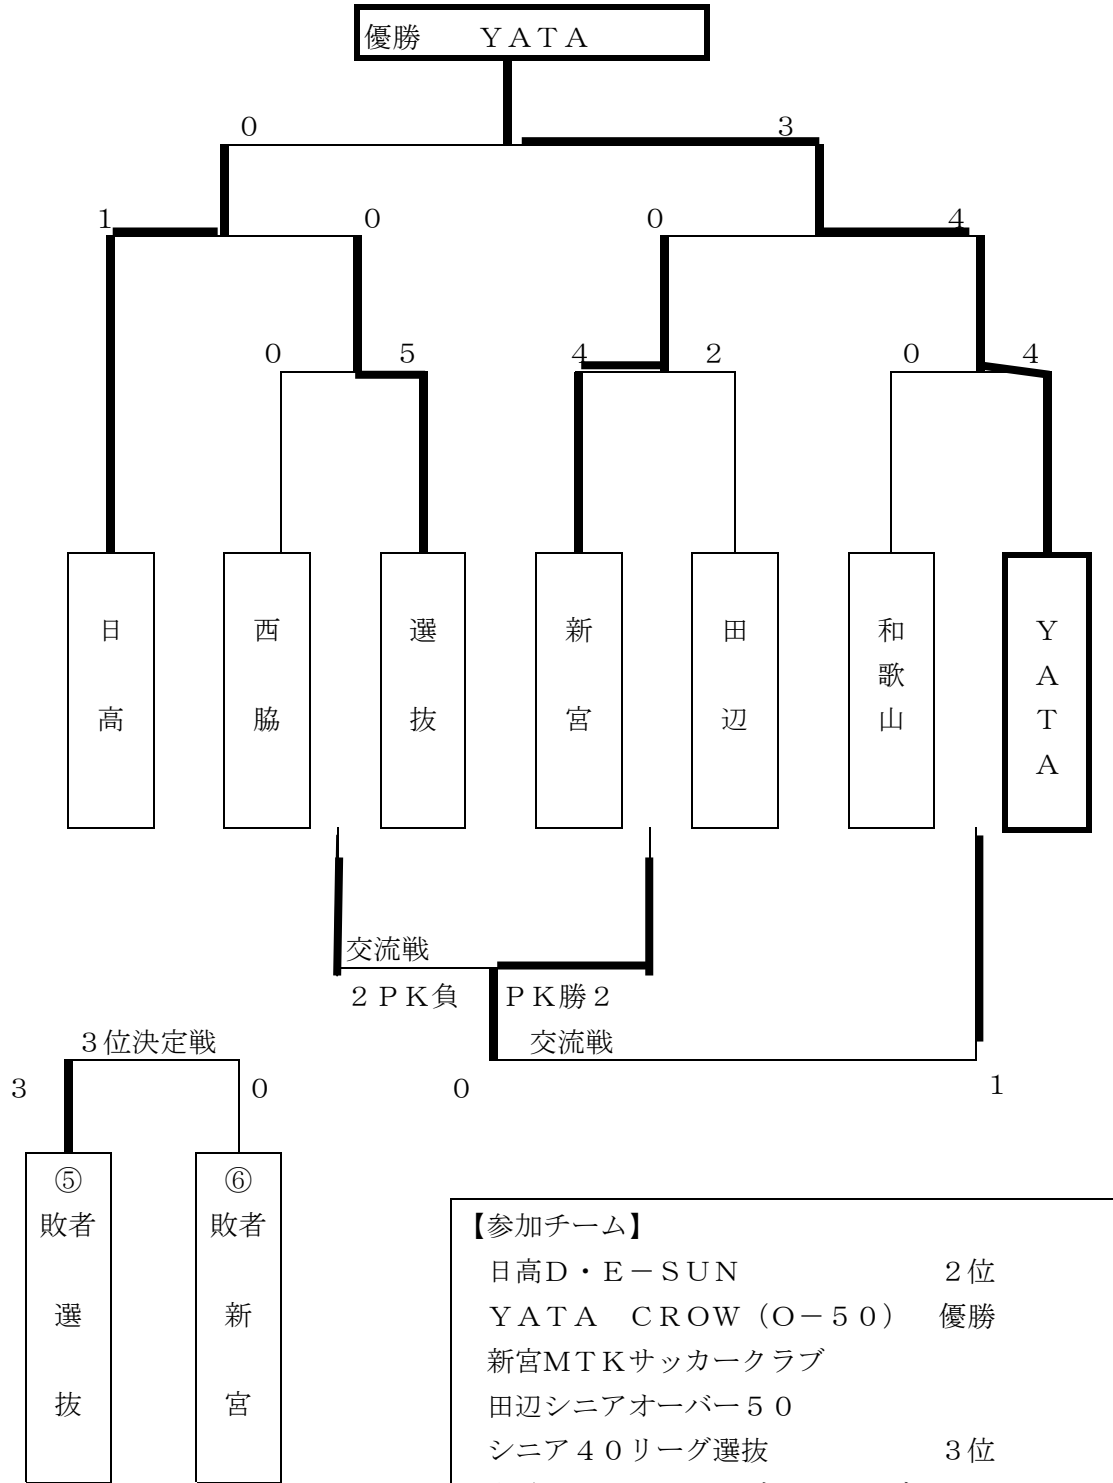 優勝　　ＹＡＴＡ
０　３
１　０　０　４
０　５　４　２　０　４
日高
西脇
選抜
新宮
田辺
和歌山
ＹＡＴＡ
交流戦
２ＰＫ負　ＰＫ勝２
３位決定戦
交流戦
３　０　０　１
⑤
敗者
選抜
⑥
敗者
新宮
【参加チーム】
日高Ｄ・Ｅ－ＳＵＮ　２位
ＹＡＴＡ　ＣＲＯＷ（Ｏ－５０）　優勝
新宮ＭＴＫサッカークラブ
田辺シニアオーバー５０
シニア４０リーグ選抜　３位